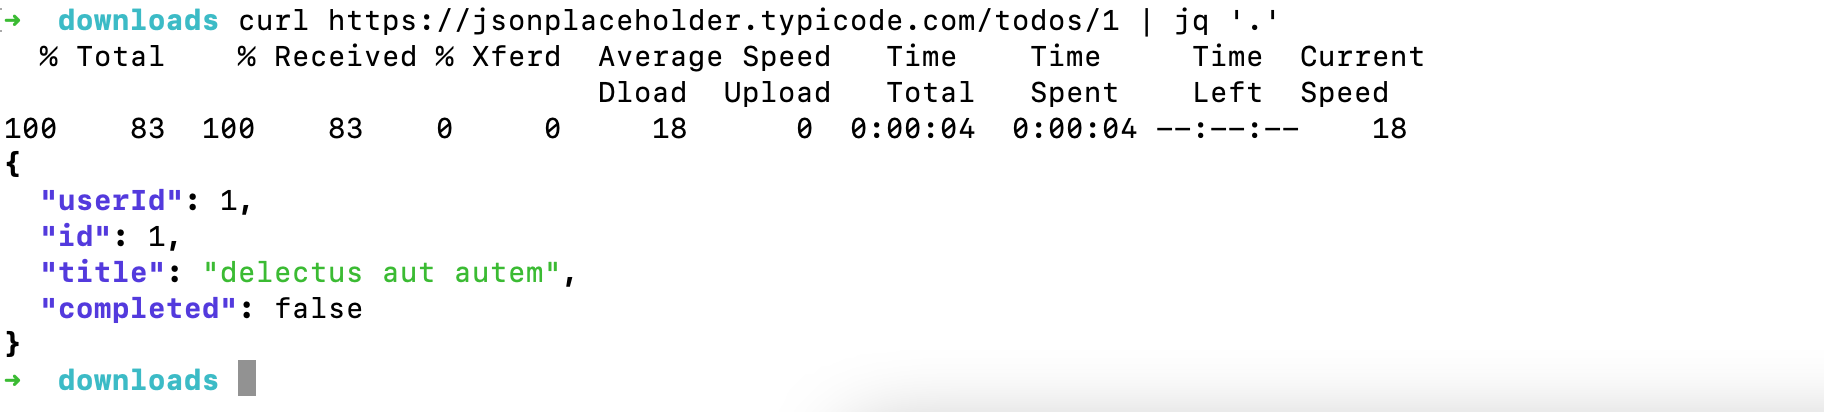 ➜  downloads curl https://jsonplaceholder.typicode.com/todos/1 | jq '.'
  % Total    % Received % Xferd  Average Speed   Time    Time     Time  Current
                                 Dload  Upload   Total   Spent    Left  Speed
100    83  100    83    0     0     18      0  0:00:04  0:00:04 --:--:--    18
{
  "userId": 1,
  "id": 1,
  "title": "delectus aut autem",
  "completed": false
}
➜  downloads